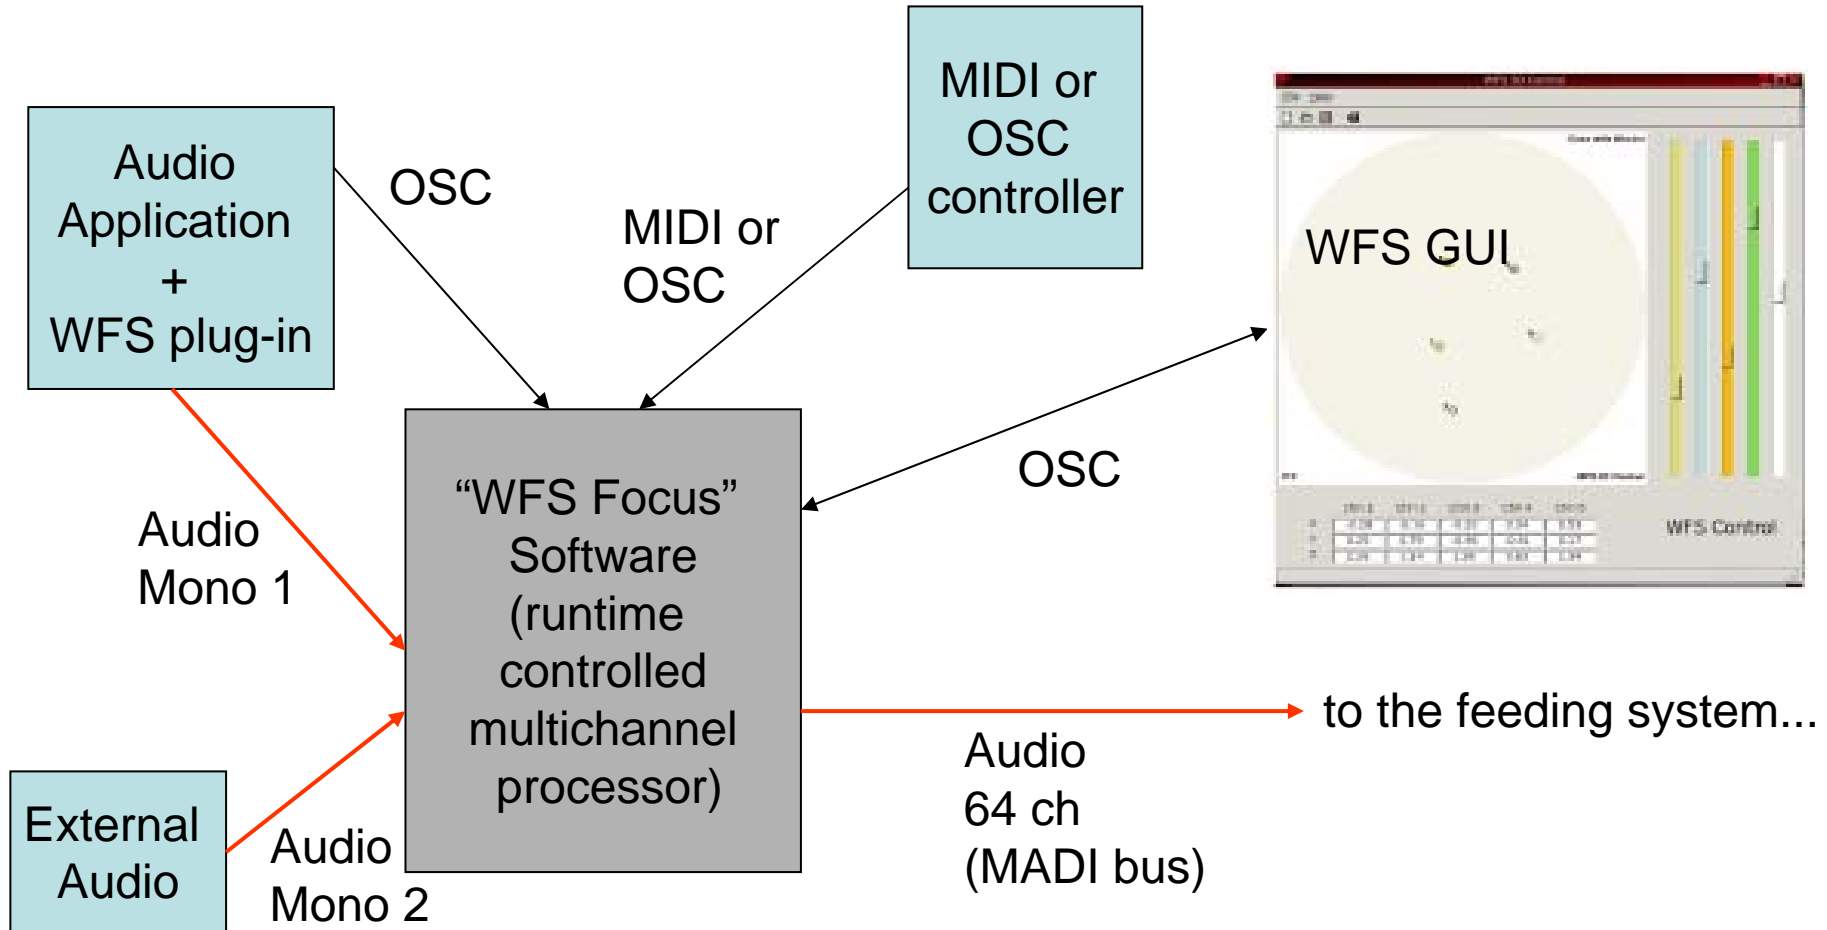 MIDI or
OSC
controller
Audio
Application
+
WFS plug-in
OSC
MIDI or
OSC
WFS GUI
OSC
“WFS Focus”
Software
(runtime
controlled
multichannel
processor)
Audio
Mono 1
WFS Control
to the feeding system...
Audio
64 ch
(MADI bus)
External
Audio
Audio
Mono 2